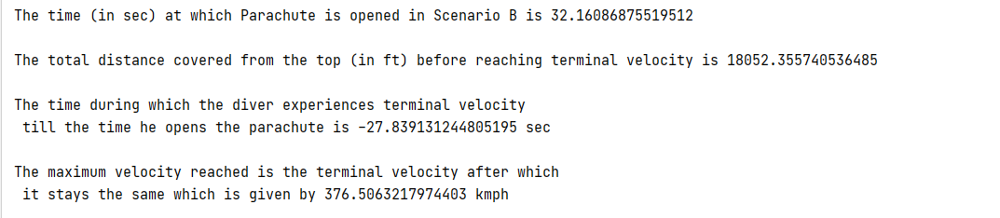 The time (in sec) at which Parachute is opened in Scenario B is 32.16086875519512
The total distance covered from the top (in ft) before reaching terminal velocity is 18052.355740536485
The time during which the diver experiences terminal velocity
till the time he opens the parachute is -27.839131244805195 sec
The maximum velocity reached is the terminal velocity after which
it stays the same which is given by 376.5063217974403 kmph